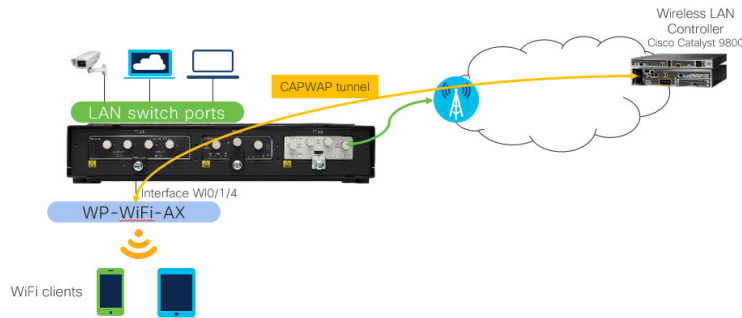 Wireless LAN
Controller
Cisco Catalyst 9800
CAPWAP tunnel
LAN switch ports
Interface WI0/1/4
WP-WiFi-AX
WiFi clients